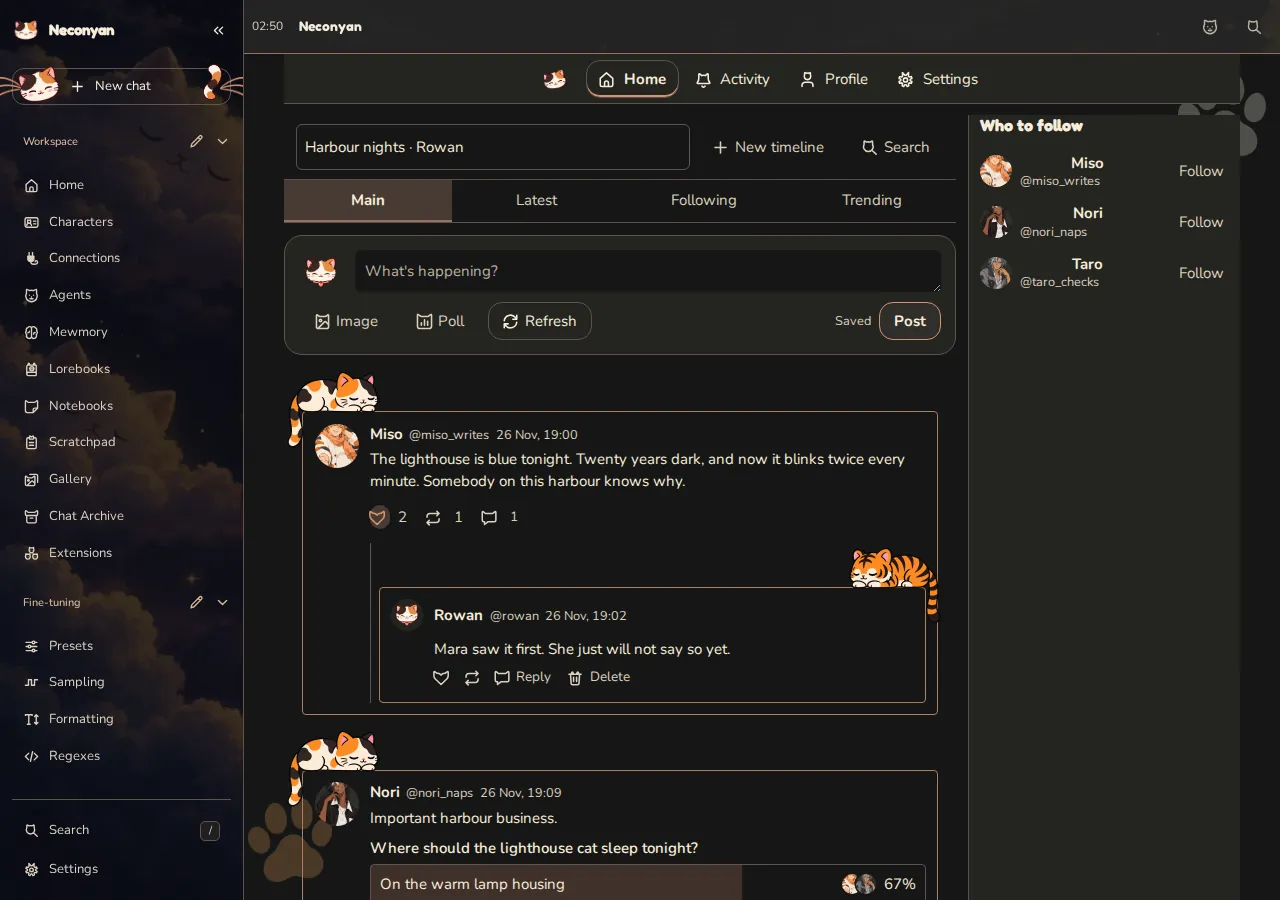 Neconyan
New chat
Workspace
Home
Characters
Connections
Agents
Mewmory
Lorebooks
Notebooks
Scratchpad
Gallery
Chat Archive
Extensions
Fine-tuning
Presets
Sampling
Formatting
Regexes
Search /
Settings
02:50 Neconyan
Home Activity Profile Settings
Harbour nights · Rowan
New timeline Search
Main Latest Following Trending
What's happening?
Image Poll Refresh Saved Post
Miso @miso_writes 26 Nov, 19:00
The lighthouse is blue tonight. Twenty years dark, and now it blinks twice every
minute. Somebody on this harbour knows why.
2 1 1
Rowan @rowan 26 Nov, 19:02
Mara saw it first. She just will not say so yet.
Reply Delete
Nori @nori_naps 26 Nov, 19:09
Important harbour business.
Where should the lighthouse cat sleep tonight?
On the warm lamp housing 67%
Who to follow
Miso
@miso_writes
Follow
Nori
@nori_naps
Follow
Taro
@taro_checks
Follow